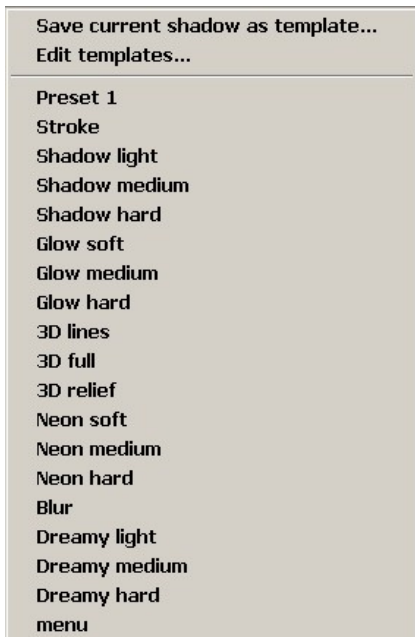 Save current shadow as template...
Edit templates...
Preset 1
Stroke
Shadow light
Shadow medium
Shadow hard
Glow soft
Glow medium
Glow hard
3D lines
3D full
3D relief
Neon soft
Neon medium
Neon hard
Blur
Dreamy light
Dreamy medium
Dreamy hard
menu